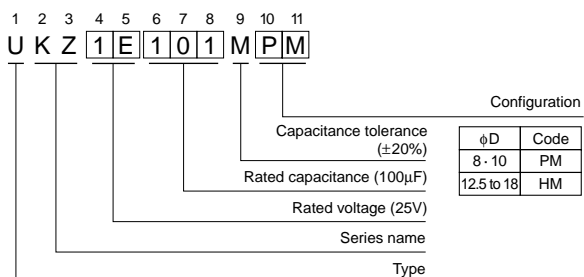 1 2 3 4 5 6 7 8 9 10 11
U K Z 1 E 1 0 1 M P M
Configuration
Capacitance tolerance
(±20%)
Rated capacitance (100μF)
Rated voltage (25V)
Series name
Type
ϕD Code
8 · 10 PM
12.5 to 18 HM